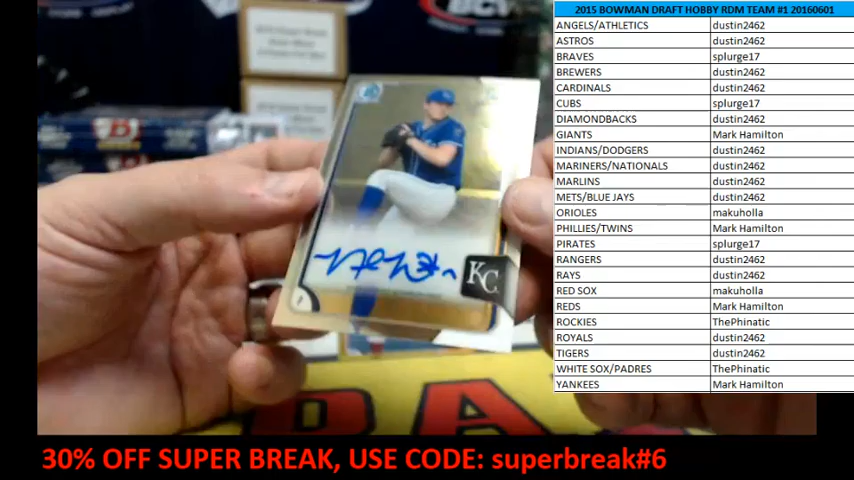 2015 BOWMAN DRAFT HOBBY RDM TEAM #1 20160601
ANGELS/ATHLETICS dustin2462
ASTROS dustin2462
BRAVES splurge17
BREWERS dustin2462
CARDINALS dustin2462
CUBS splurge17
DIAMONDBACKS dustin2462
GIANTS Mark Hamilton
INDIANS/DODGERS dustin2462
MARINERS/NATIONALS dustin2462
MARLINS dustin2462
METS/BLUE JAYS dustin2462
ORIOLES makuholla
PHILLIES/TWINS Mark Hamilton
PIRATES splurge17
RANGERS dustin2462
RAYS dustin2462
RED SOX makuholla
REDS Mark Hamilton
ROCKIES ThePhinatic
ROYALS dustin2462
TIGERS dustin2462
WHITE SOX/PADRES ThePhinatic
YANKEES Mark Hamilton
KC
30% OFF SUPER BREAK, USE CODE: superbreak#6